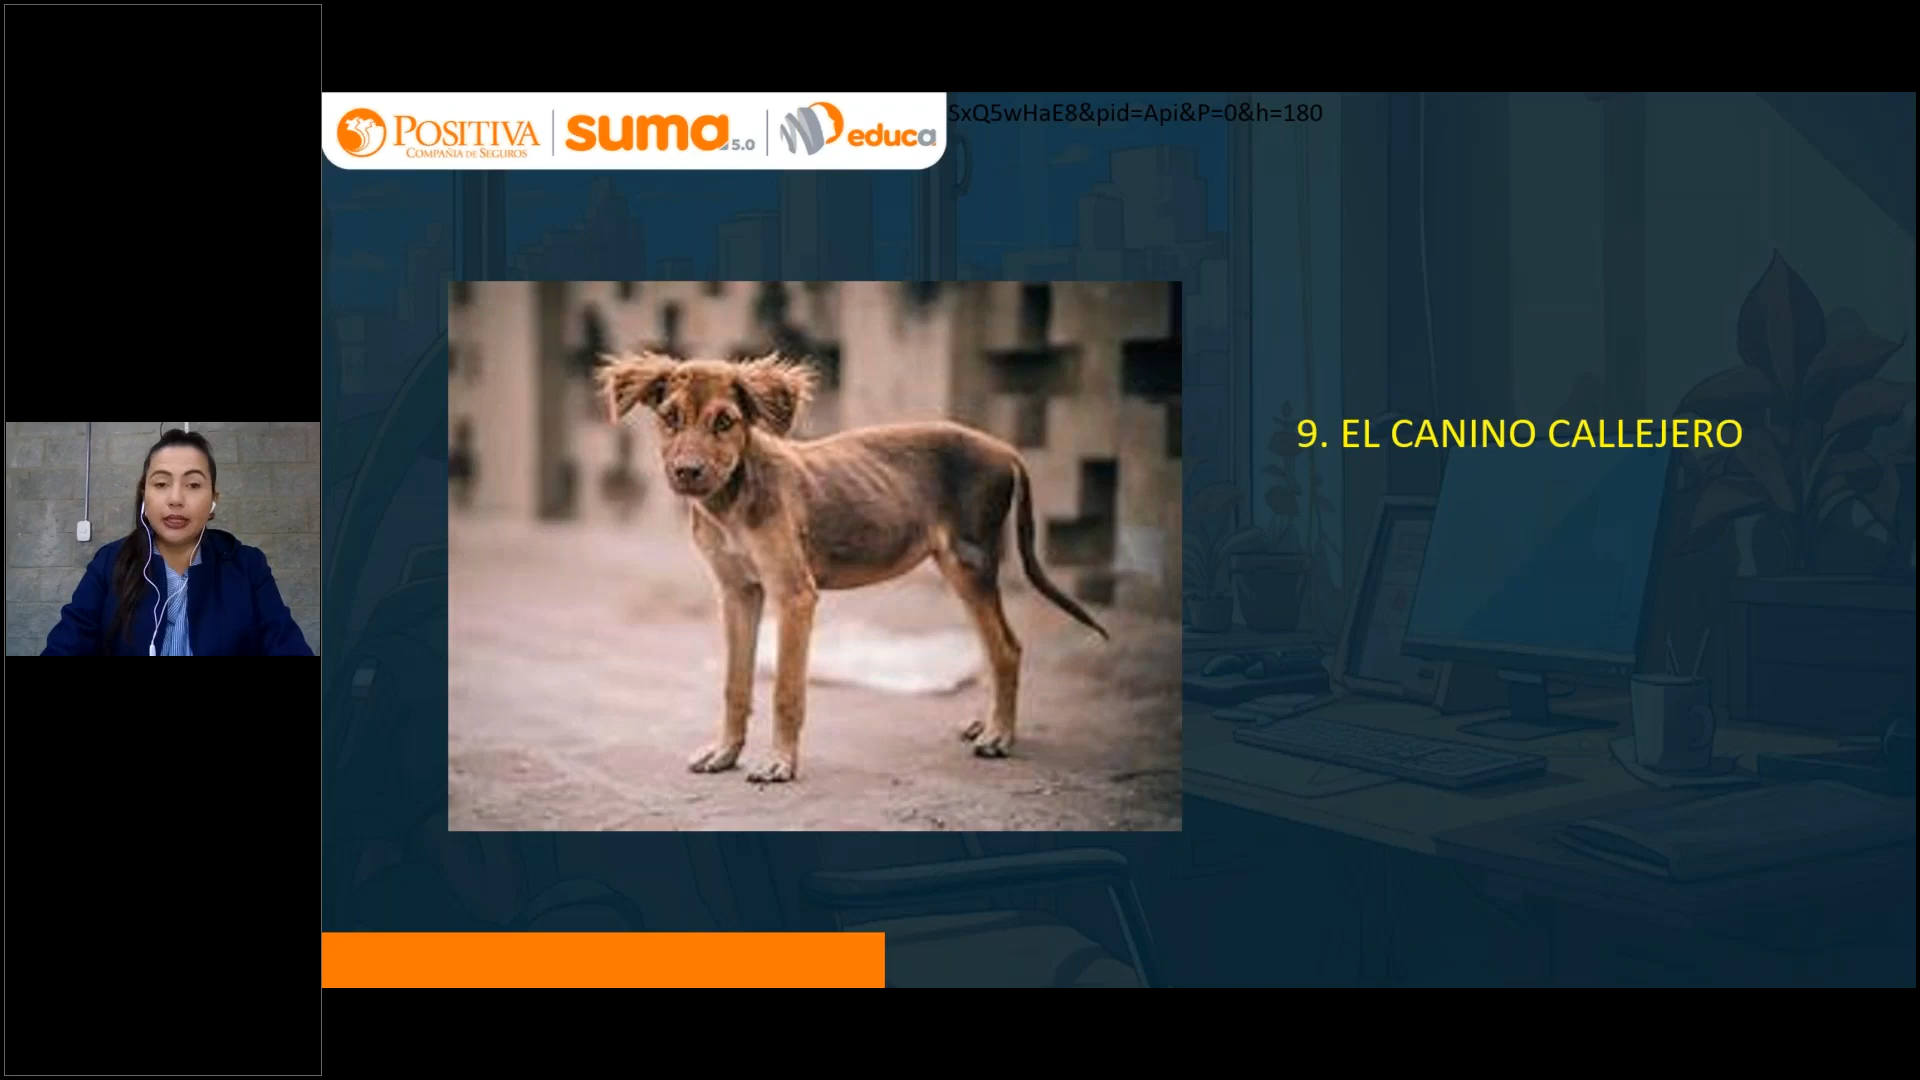 POSITIVA
COMPAÑIA DE SEGUROS
suma 5.0
educa
SxQ5wHaE8&pid=Api&P=0&h=180
9. EL CANINO CALLEJERO